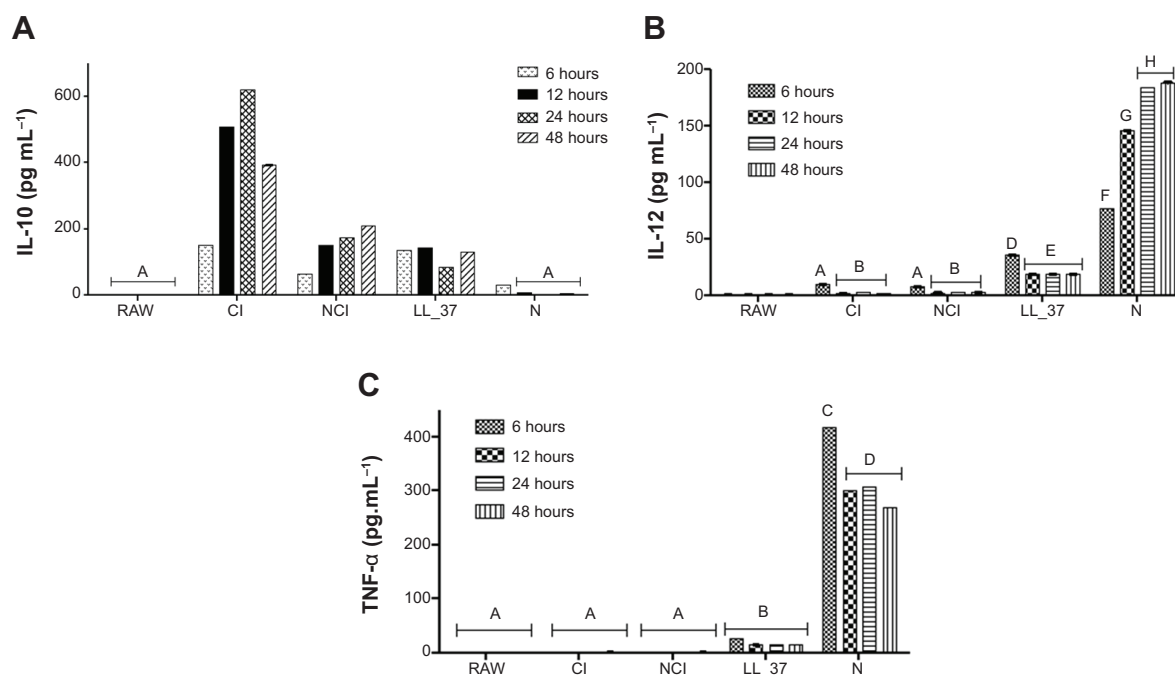 A
IL-10 (pg mL⁻¹)
600
400
200
0
6 hours
12 hours
24 hours
48 hours
A
A
RAW
CI
NCI
LL_37
N
B
IL-12 (pg mL⁻¹)
200
150
100
50
0
6 hours
12 hours
24 hours
48 hours
A
B
A
B
D
E
F
G
H
RAW
CI
NCI
LL_37
N
C
TNF-α (pg.mL⁻¹)
400
300
200
100
0
6 hours
12 hours
24 hours
48 hours
A
A
A
B
C
D
RAW
CI
NCI
LL_37
N